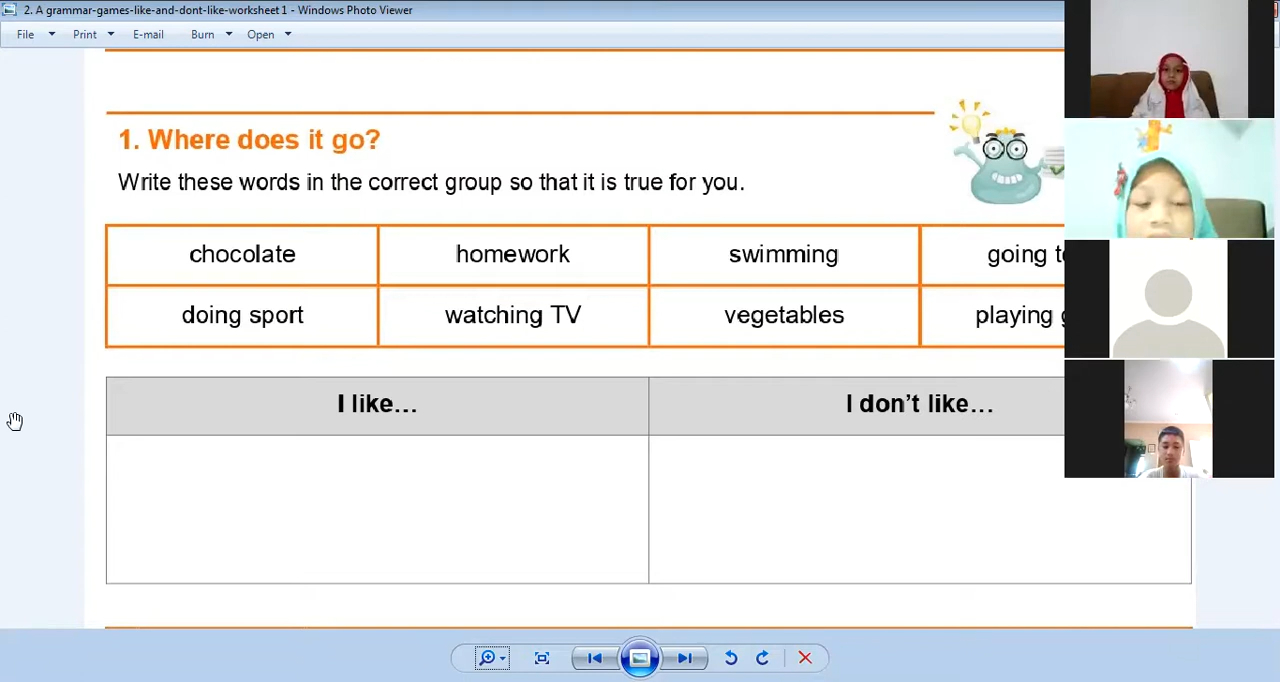 2. A grammar-games-like-and-dont-like-worksheet 1 - Windows Photo Viewer
File Print E-mail Burn Open
1. Where does it go?
Write these words in the correct group so that it is true for you.
chocolate homework swimming going
doing sport watching TV vegetables playing
I like… I don’t like…